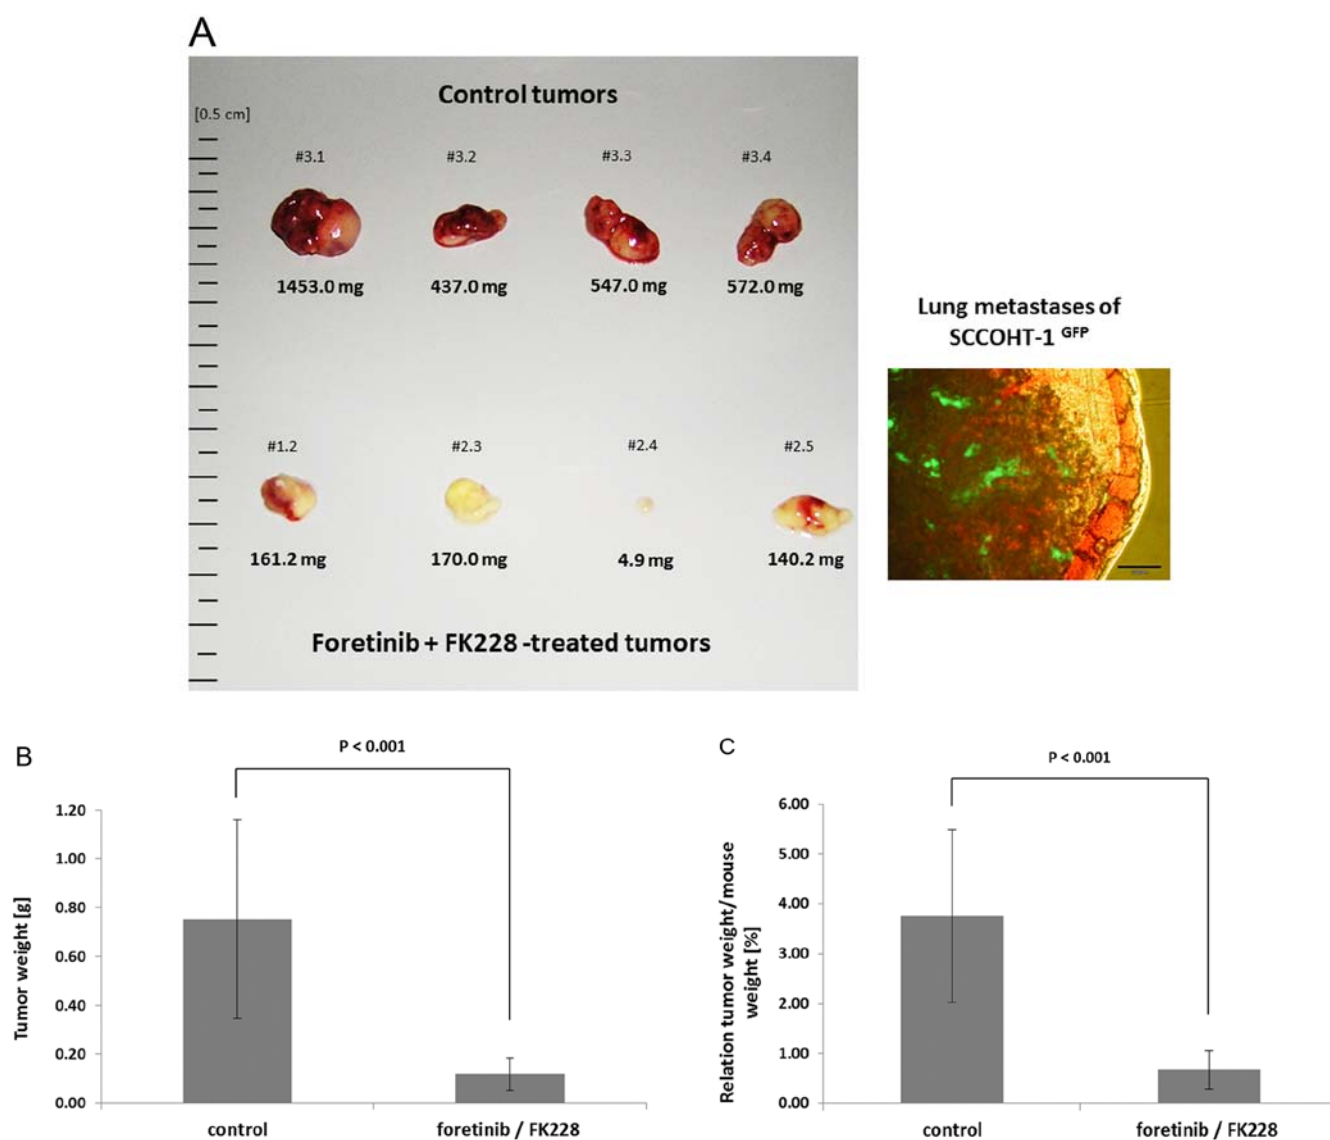 A
Control tumors
[0.5 cm]
#3.1 #3.2 #3.3 #3.4
1453.0 mg 437.0 mg 547.0 mg 572.0 mg
Lung metastases of
SCCOHT-1 GFP
#1.2 #2.3 #2.4 #2.5
161.2 mg 170.0 mg 4.9 mg 140.2 mg
Foretinib + FK228 -treated tumors
B
P < 0.001
1.20
1.00
0.80
0.60
0.40
0.20
0.00
Tumor weight [g]
control foretinib / FK228
C
P < 0.001
6.00
5.00
4.00
3.00
2.00
1.00
0.00
Relation tumor weight/mouse
weight [%]
control foretinib / FK228